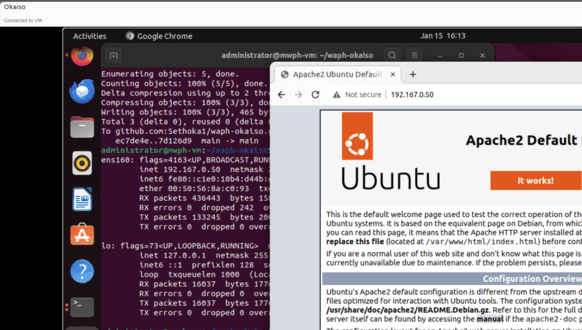 Okaiso
Connected to VM
Activities Google Chrome Jan 15 16:13
administrator@mwph-vm: ~/waph-okaiso
Enumerating objects: 5, done.
Counting objects: 100% (5/5), done.
Delta compression using up to 2 thr
Compressing objects: 100% (3/3), done
Writing objects: 100% (3/3), 465 by
Total 3 (delta 0), reused 0 (delta
To github.com:Sethoka1/waph-okaiso.
ec7de4e..7d126d9 main -> main
administrator@mwph-vm:~/waph-okaiso
ens160: flags=4163<UP,BROADCAST,RUN
inet 192.167.0.50 netmask
inet6 fe80::c1e0:10b4:d44b:
ether 00:50:56:8a:c0:93 tx
RX packets 436443 bytes 15
RX errors 0 dropped 242 o
TX packets 133245 bytes 20
TX errors 0 dropped 0 over
lo: flags=73<UP,LOOPBACK,RUNNING>
inet 127.0.0.1 netmask 255
inet6 ::1 prefixlen 128 s
loop txqueuelen 1000 (Loc
RX packets 16037 bytes 177
RX errors 0 dropped 0 over
TX packets 16037 bytes 177
TX errors 0 dropped 0 over
Apache2 Ubuntu Default
Not secure 192.167.0.50
Apache2 Default
Ubuntu
It works!
This is the default welcome page used to test the correct operation of the
Ubuntu systems. It is based on the equivalent page on Debian, from which
you can read this page, it means that the Apache HTTP server installed at
replace this file (located at /var/www/html/index.html) before conti
If you are a normal user of this web site and don't know what this page is
currently unavailable due to maintenance. If the problem persists, please
Configuration Overview
Ubuntu's Apache2 default configuration is different from the upstream d
files optimized for interaction with Ubuntu tools. The configuration syste
/usr/share/doc/apache2/README.Debian.gz. Refer to this for the full d
server itself can be found by accessing the manual if the apache2-doc p